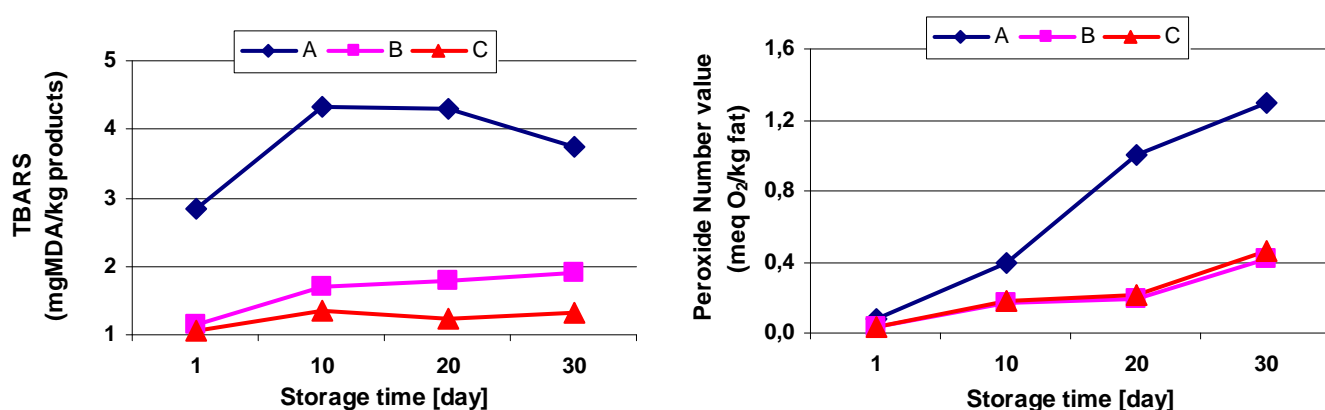 A B C
5
4
3
2
1
TBARS
(mgMDA/kg products)
1 10 20 30
Storage time [day]
A B C
1,6
1,2
0,8
0,4
0,0
Peroxide Number value
(meq O₂/kg fat)
1 10 20 30
Storage time [day]